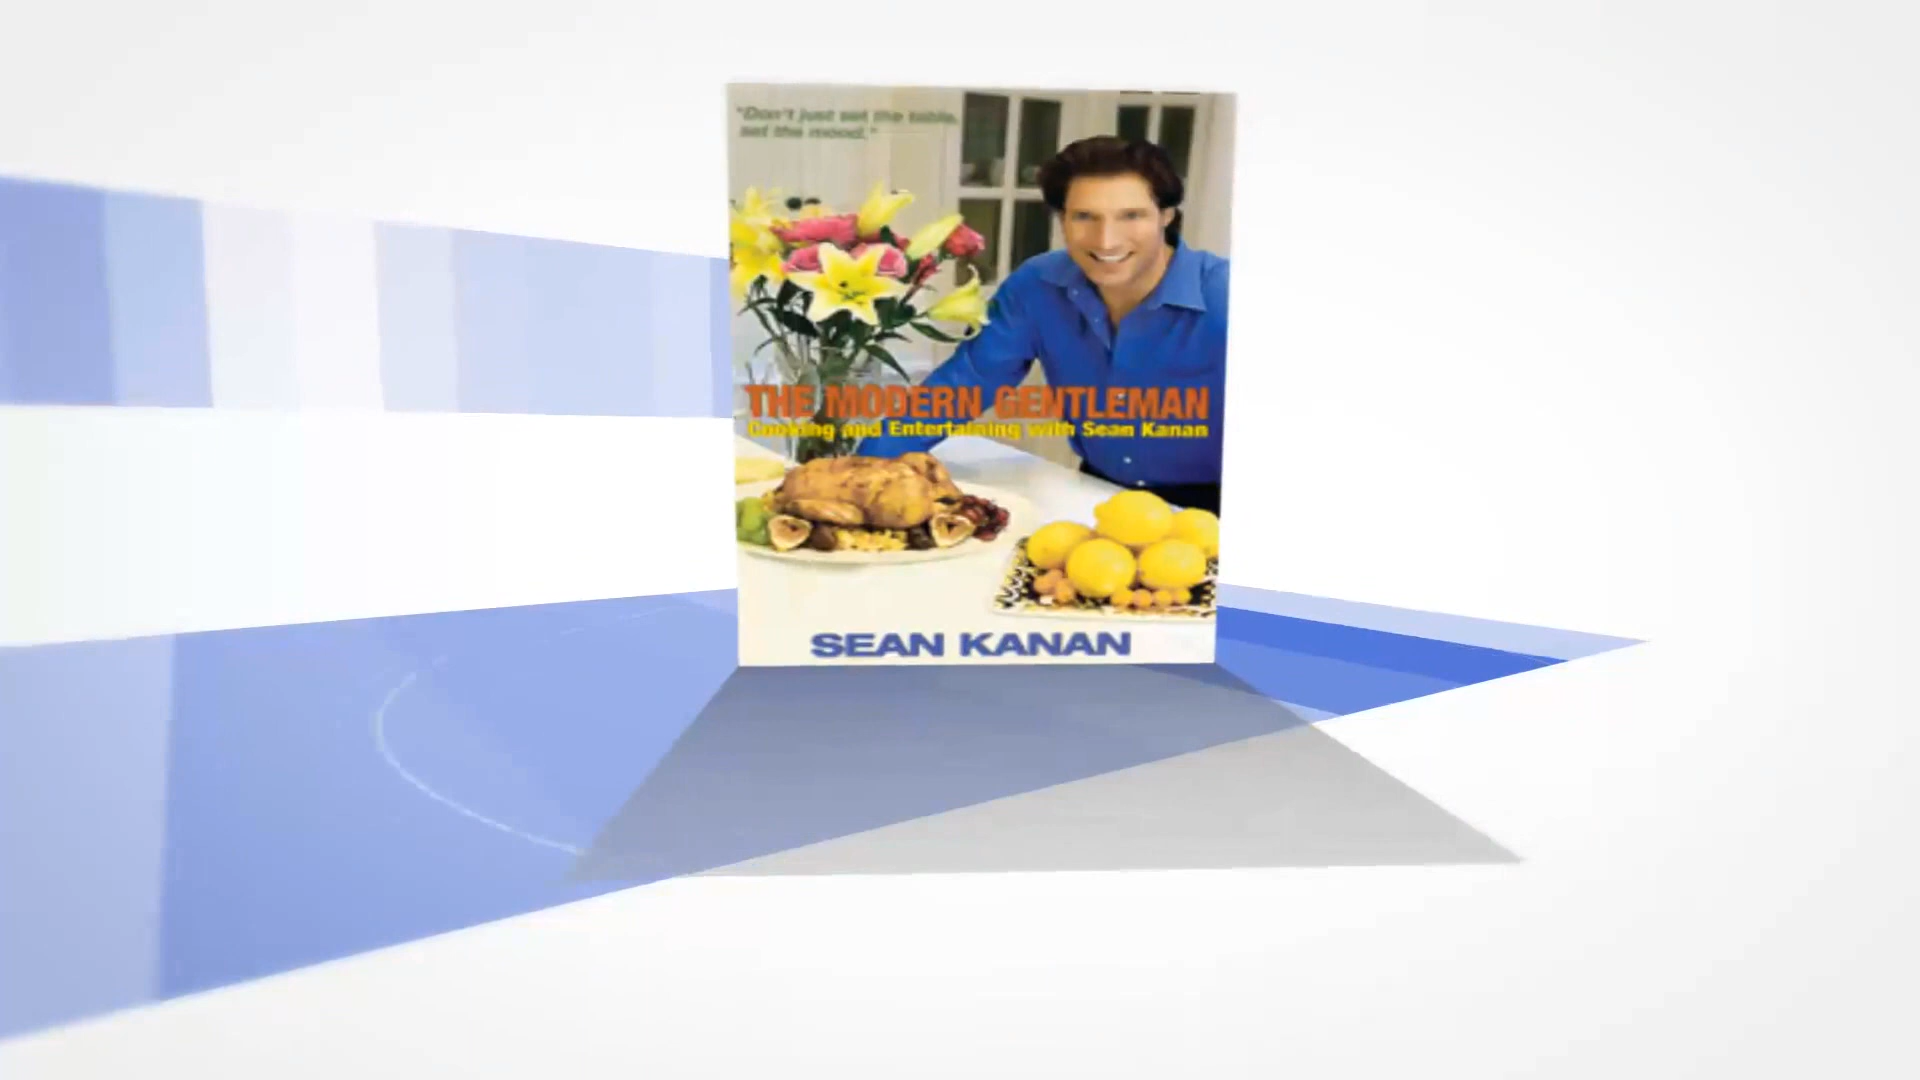 "Don't just set the table,
set the mood."
THE MODERN GENTLEMAN
Cooking and Entertaining with Sean Kanan
SEAN KANAN